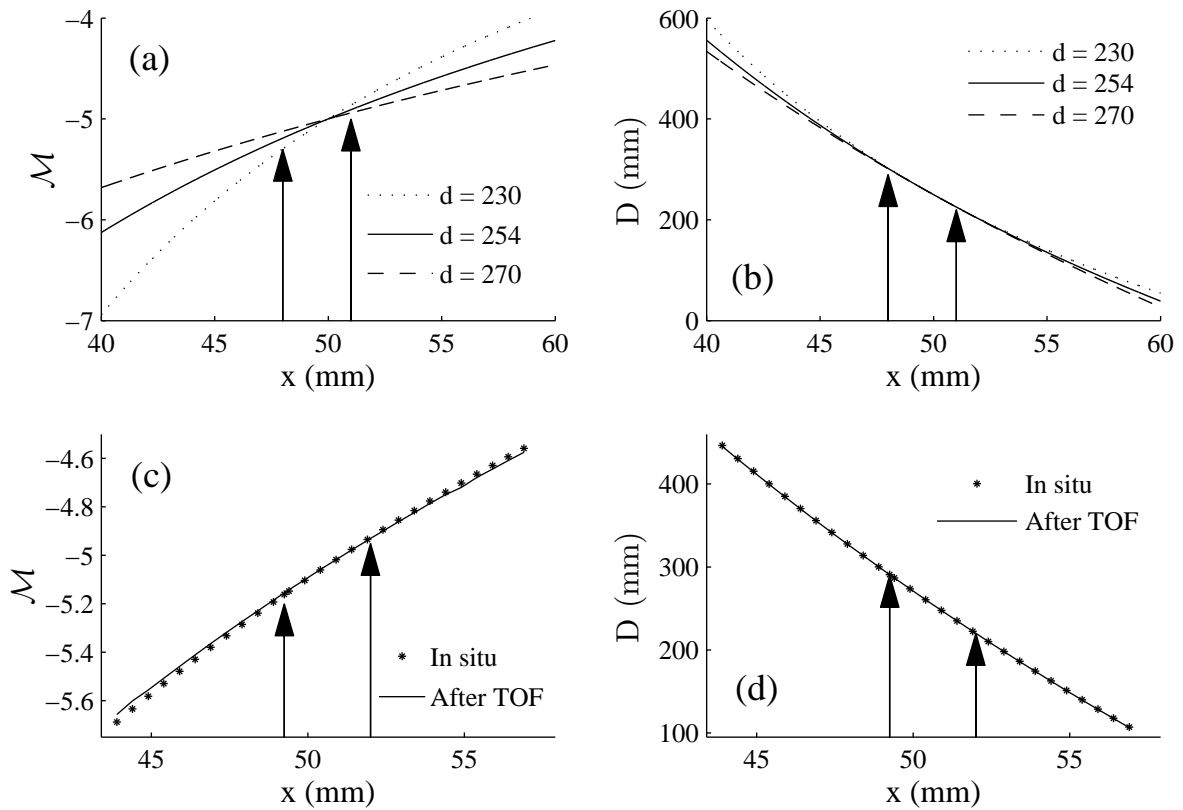 −4
−5
−6
−7
ℳ
(a)
d = 230
d = 254
d = 270
40 45 50 55 60
x (mm)
600
400
200
0
D (mm)
d = 230
d = 254
d = 270
(b)
40 45 50 55 60
x (mm)
−4.6
−4.8
−5
−5.2
−5.4
−5.6
ℳ
(c)
In situ
After TOF
45 50 55
x (mm)
400
300
200
100
D (mm)
In situ
After TOF
(d)
45 50 55
x (mm)